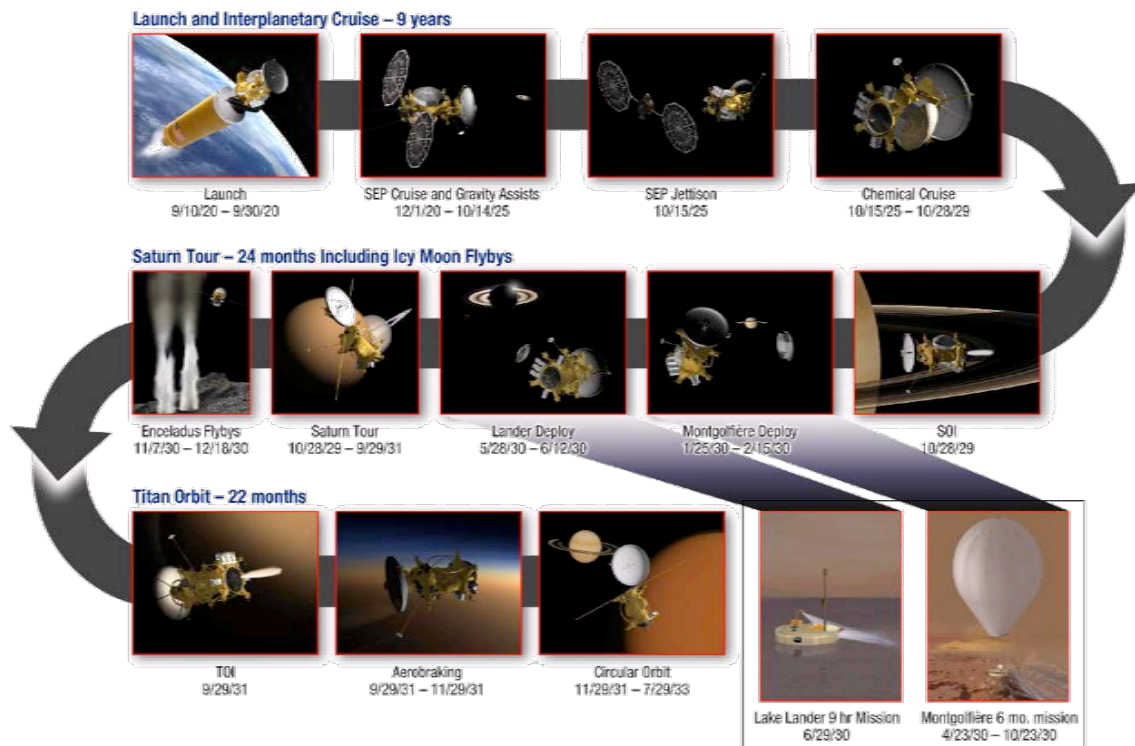 Launch and Interplanetary Cruise – 9 years
Launch
9/10/20 – 9/30/20
SEP Cruise and Gravity Assists
12/1/20 – 10/14/25
SEP Jettison
10/15/25
Chemical Cruise
10/15/25 – 10/28/29
Saturn Tour – 24 months Including Icy Moon Flybys
Enceladus Flybys
11/7/30 – 12/18/30
Saturn Tour
10/28/29 – 9/29/31
Lander Deploy
5/28/30 – 6/12/30
Montgolfière Deploy
1/25/30 – 2/15/30
SOI
10/28/29
Titan Orbit – 22 months
TOI
9/29/31
Aerobraking
9/29/31 – 11/29/31
Circular Orbit
11/29/31 – 7/29/33
Lake Lander 9 hr Mission
6/29/30
Montgolfière 6 mo. mission
4/23/30 – 10/23/30